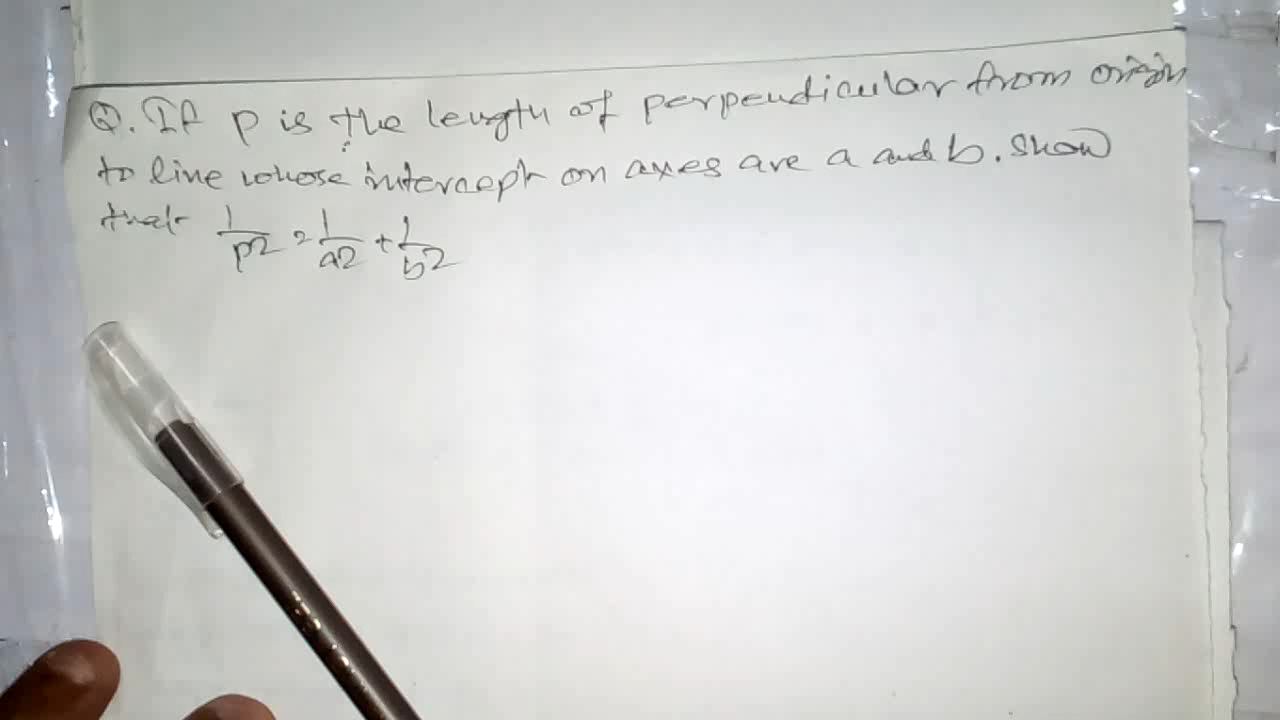 Q. If p is the length of perpendicular from origin
to line whose intercept on axes are a and b. show
that 1/p2 = 1/a2 + 1/b2